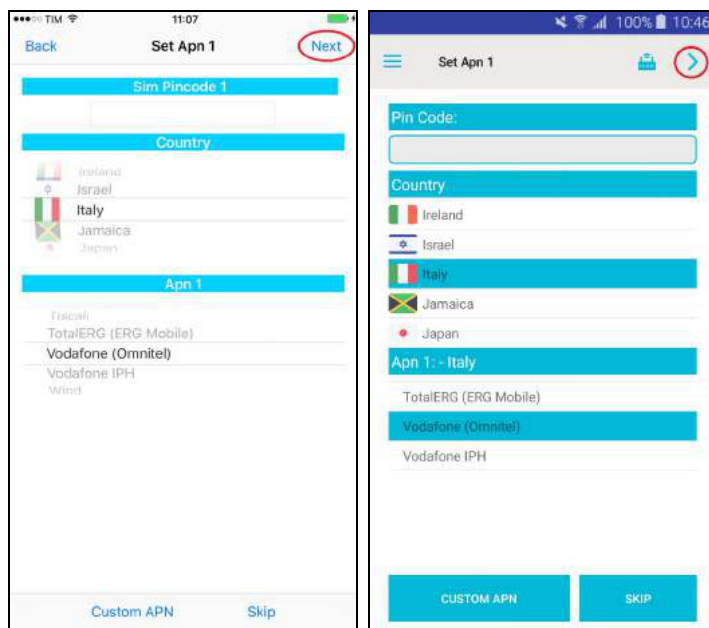 TIM 11:07
Back Set Apn 1 Next
Sim Pincode 1
Country
Ireland
Israel
Italy
Jamaica
Japan
Apn 1
Tiscali
TotalERG (ERG Mobile)
Vodafone (Omnitel)
Vodafone IPH
Wind
Custom APN Skip
100% 10:46
Set Apn 1
Pin Code:
Country
Ireland
Israel
Italy
Jamaica
Japan
Apn 1: - Italy
TotalERG (ERG Mobile)
Vodafone (Omnitel)
Vodafone IPH
CUSTOM APN SKIP